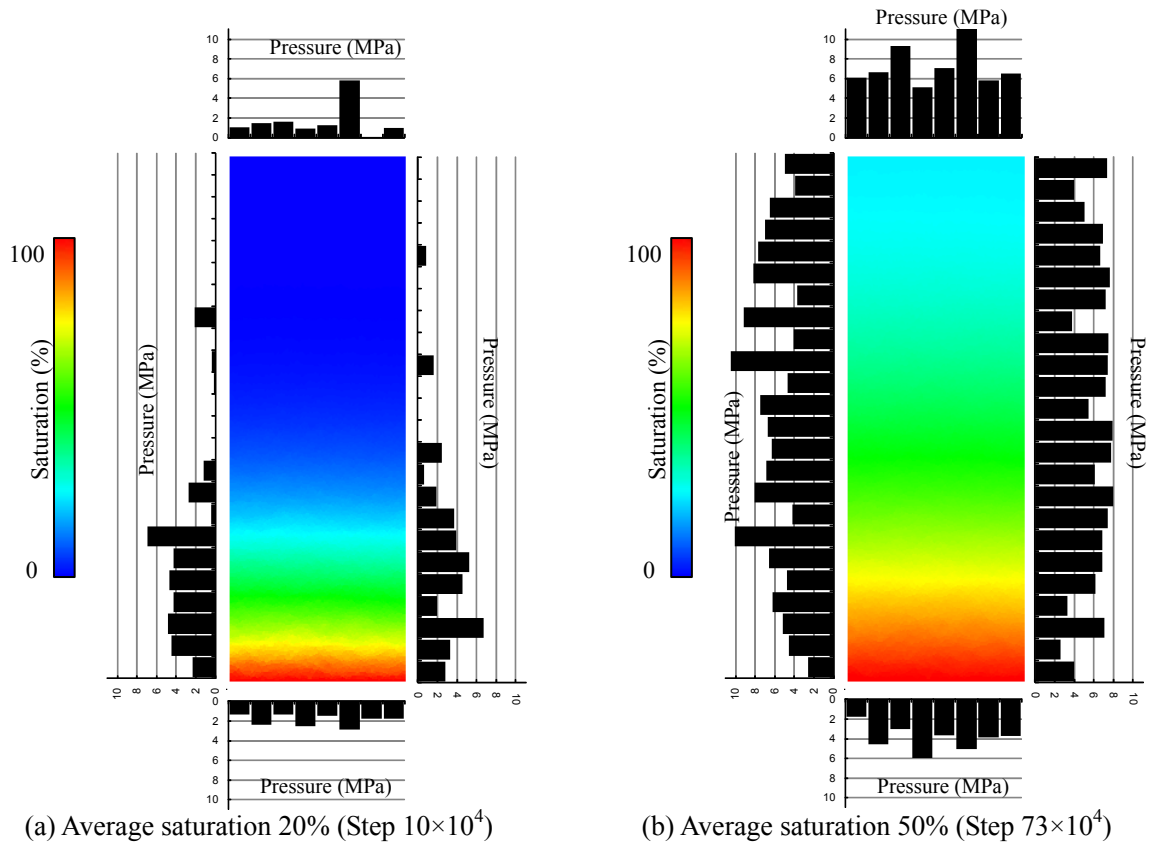 Pressure (MPa)
10
8
6
4
2
0
Pressure (MPa)
10
8
6
4
2
0
100
Saturation (%)
0
Pressure (MPa)
Pressure (MPa)
10 8 6 4 2 0
0 2 4 6 8 10
100
Saturation (%)
0
Pressure (MPa)
Pressure (MPa)
10 8 6 4 2 0
0 2 4 6 8 10
0
2
4
6
8
10
Pressure (MPa)
0
2
4
6
8
10
Pressure (MPa)
(a) Average saturation 20% (Step 10×10⁴)
(b) Average saturation 50% (Step 73×10⁴)